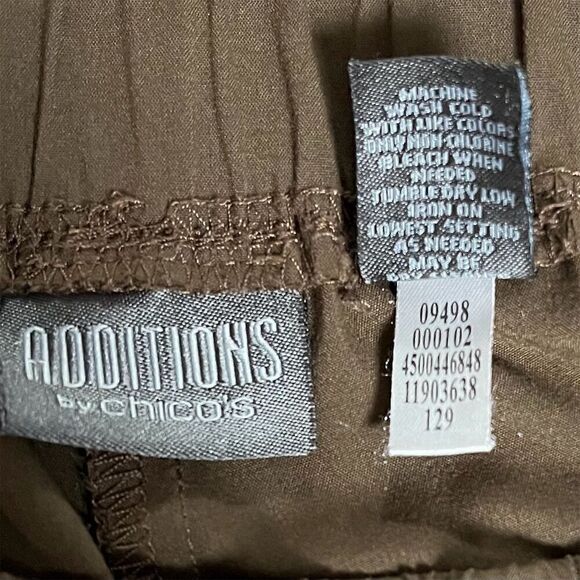 ADDITIONS
by chico's
MACHINE
WASH COLD
WITH LIKE COLORS
ONLY NON-CHLORINE
BLEACH WHEN
NEEDED
TUMBLE DRY LOW
IRON ON
LOWEST SETTING
AS NEEDED
MAY BE
09498
000102
4500446848
11903638
129